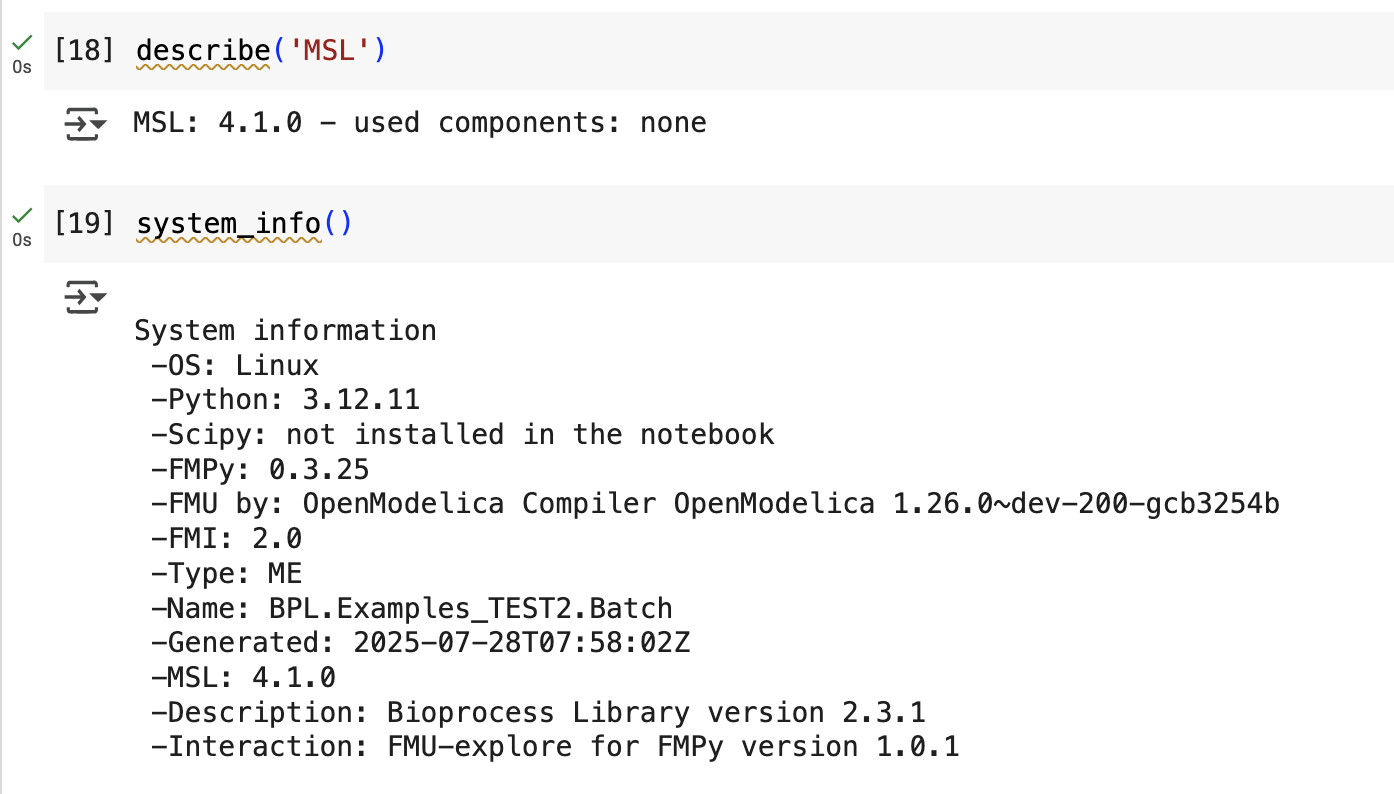 [18] describe('MSL')
0s
MSL: 4.1.0 – used components: none
[19] system_info()
0s
System information
–OS: Linux
–Python: 3.12.11
–Scipy: not installed in the notebook
–FMPy: 0.3.25
–FMU by: OpenModelica Compiler OpenModelica 1.26.0~dev–200–gcb3254b
–FMI: 2.0
–Type: ME
–Name: BPL.Examples_TEST2.Batch
–Generated: 2025–07–28T07:58:02Z
–MSL: 4.1.0
–Description: Bioprocess Library version 2.3.1
–Interaction: FMU–explore for FMPy version 1.0.1